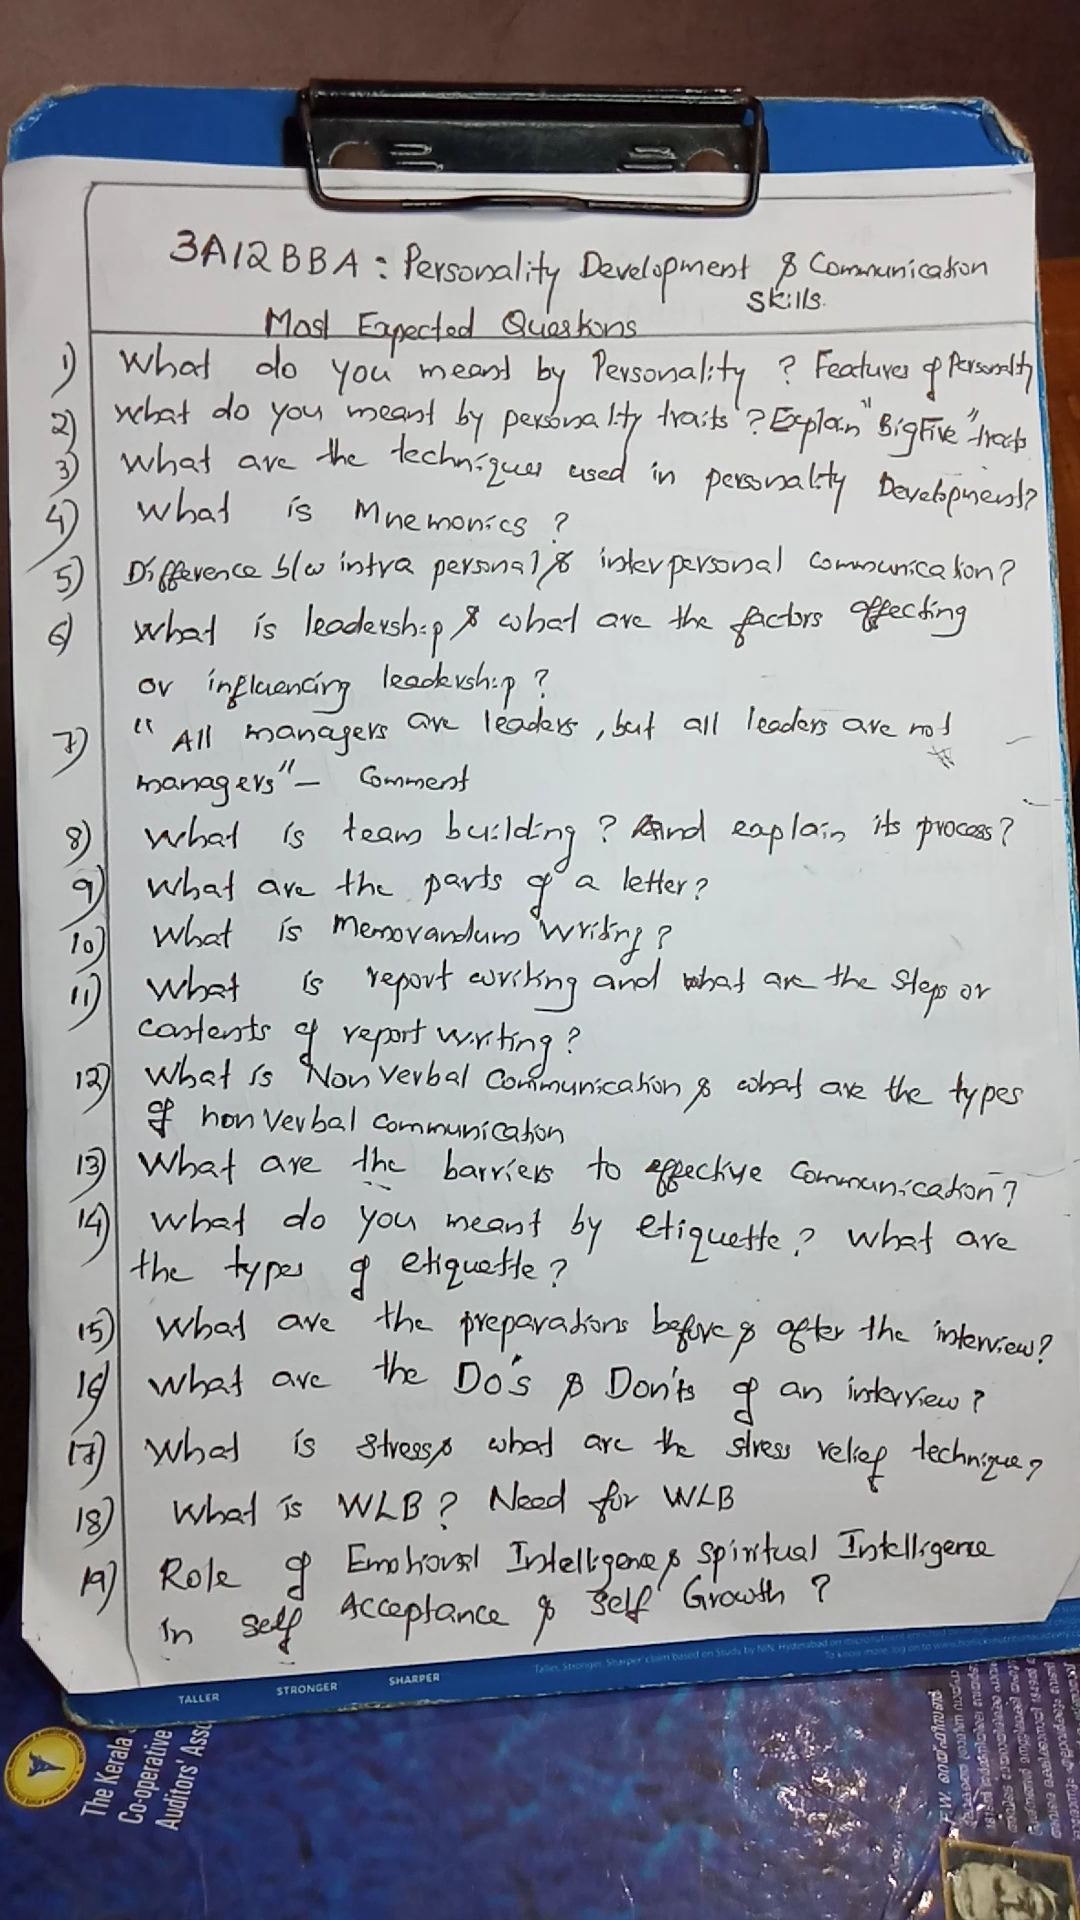 3A12BBA : Personality Development & Communication
Skills.
Most Expected Questions
1) What do you meant by Personality ? Features of Personality
2) What do you meant by personality traits ? Explain "Big Five" traits
3) What are the techniques used in personality Development?
4) What is Mnemonics ?
5) Difference b/w intra personal & interpersonal communication?
6) What is leadership & what are the factors affecting
or influencing leadership ?
7) "All managers are leaders, but all leaders are not
managers" - Comment
8) What is team building ? And explain its process?
9) What are the parts of a letter?
10) What is Memorandum Writing?
11) What is report writing and what are the steps or
contents of report writing?
12) What is Non Verbal Communication & what are the types
of non Verbal communication
13) What are the barriers to effective Communication?
14) What do you meant by etiquette? What are
the types of etiquette?
15) What are the preparations before & after the interview?
16) What are the Do's & Don'ts of an interview?
17) What is stress & what are the stress relief technique?
18) What is WLB? Need for WLB
19) Role of Emotional Intelligence & Spiritual Intelligence
in Self Acceptance & Self Growth ?
TALLER STRONGER SHARPER
The Kerala
Co-operative
Auditors' Asso